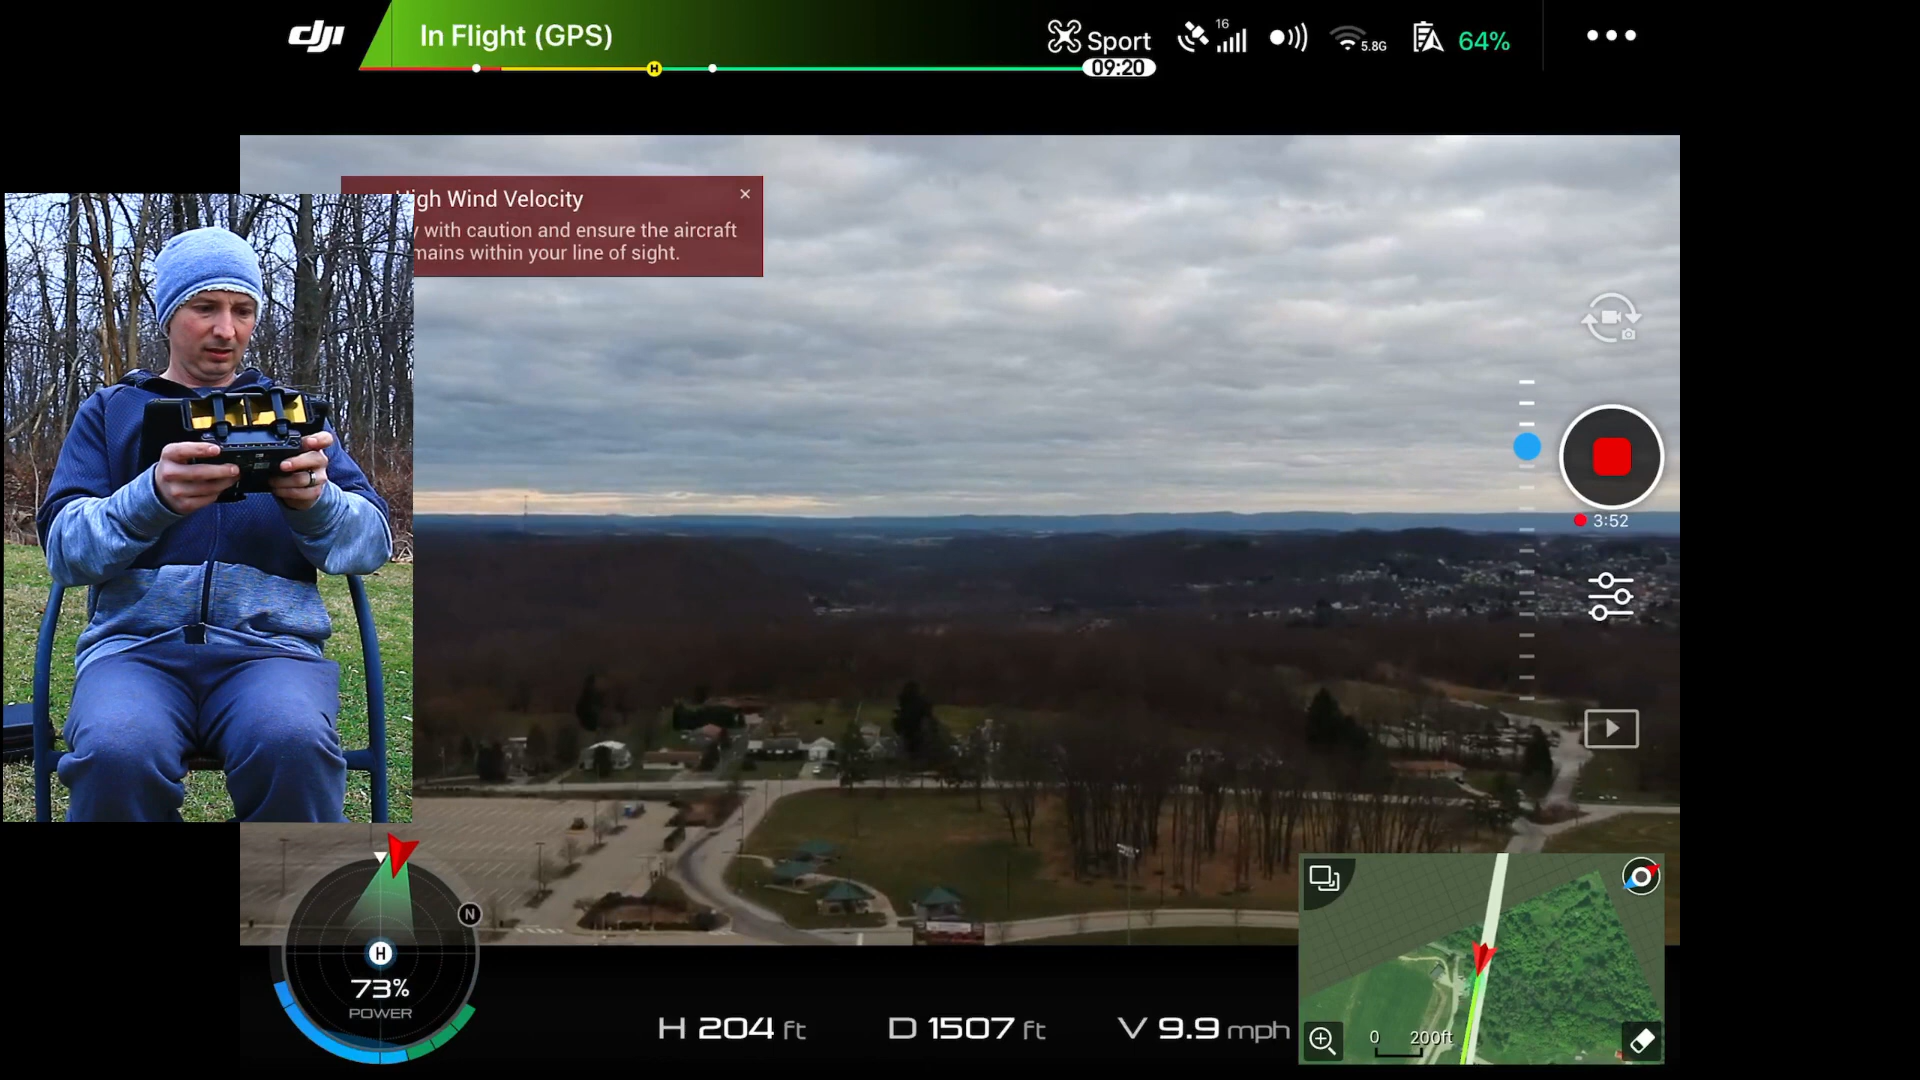 dji
In Flight (GPS)
Sport
16
5.8G
64%
H
09:20
gh Wind Velocity
with caution and ensure the aircraft
mains within your line of sight.
3:52
N
H
73%
POWER
H 204 ft
D 1507 ft
V 9.9 mph
0 200ft